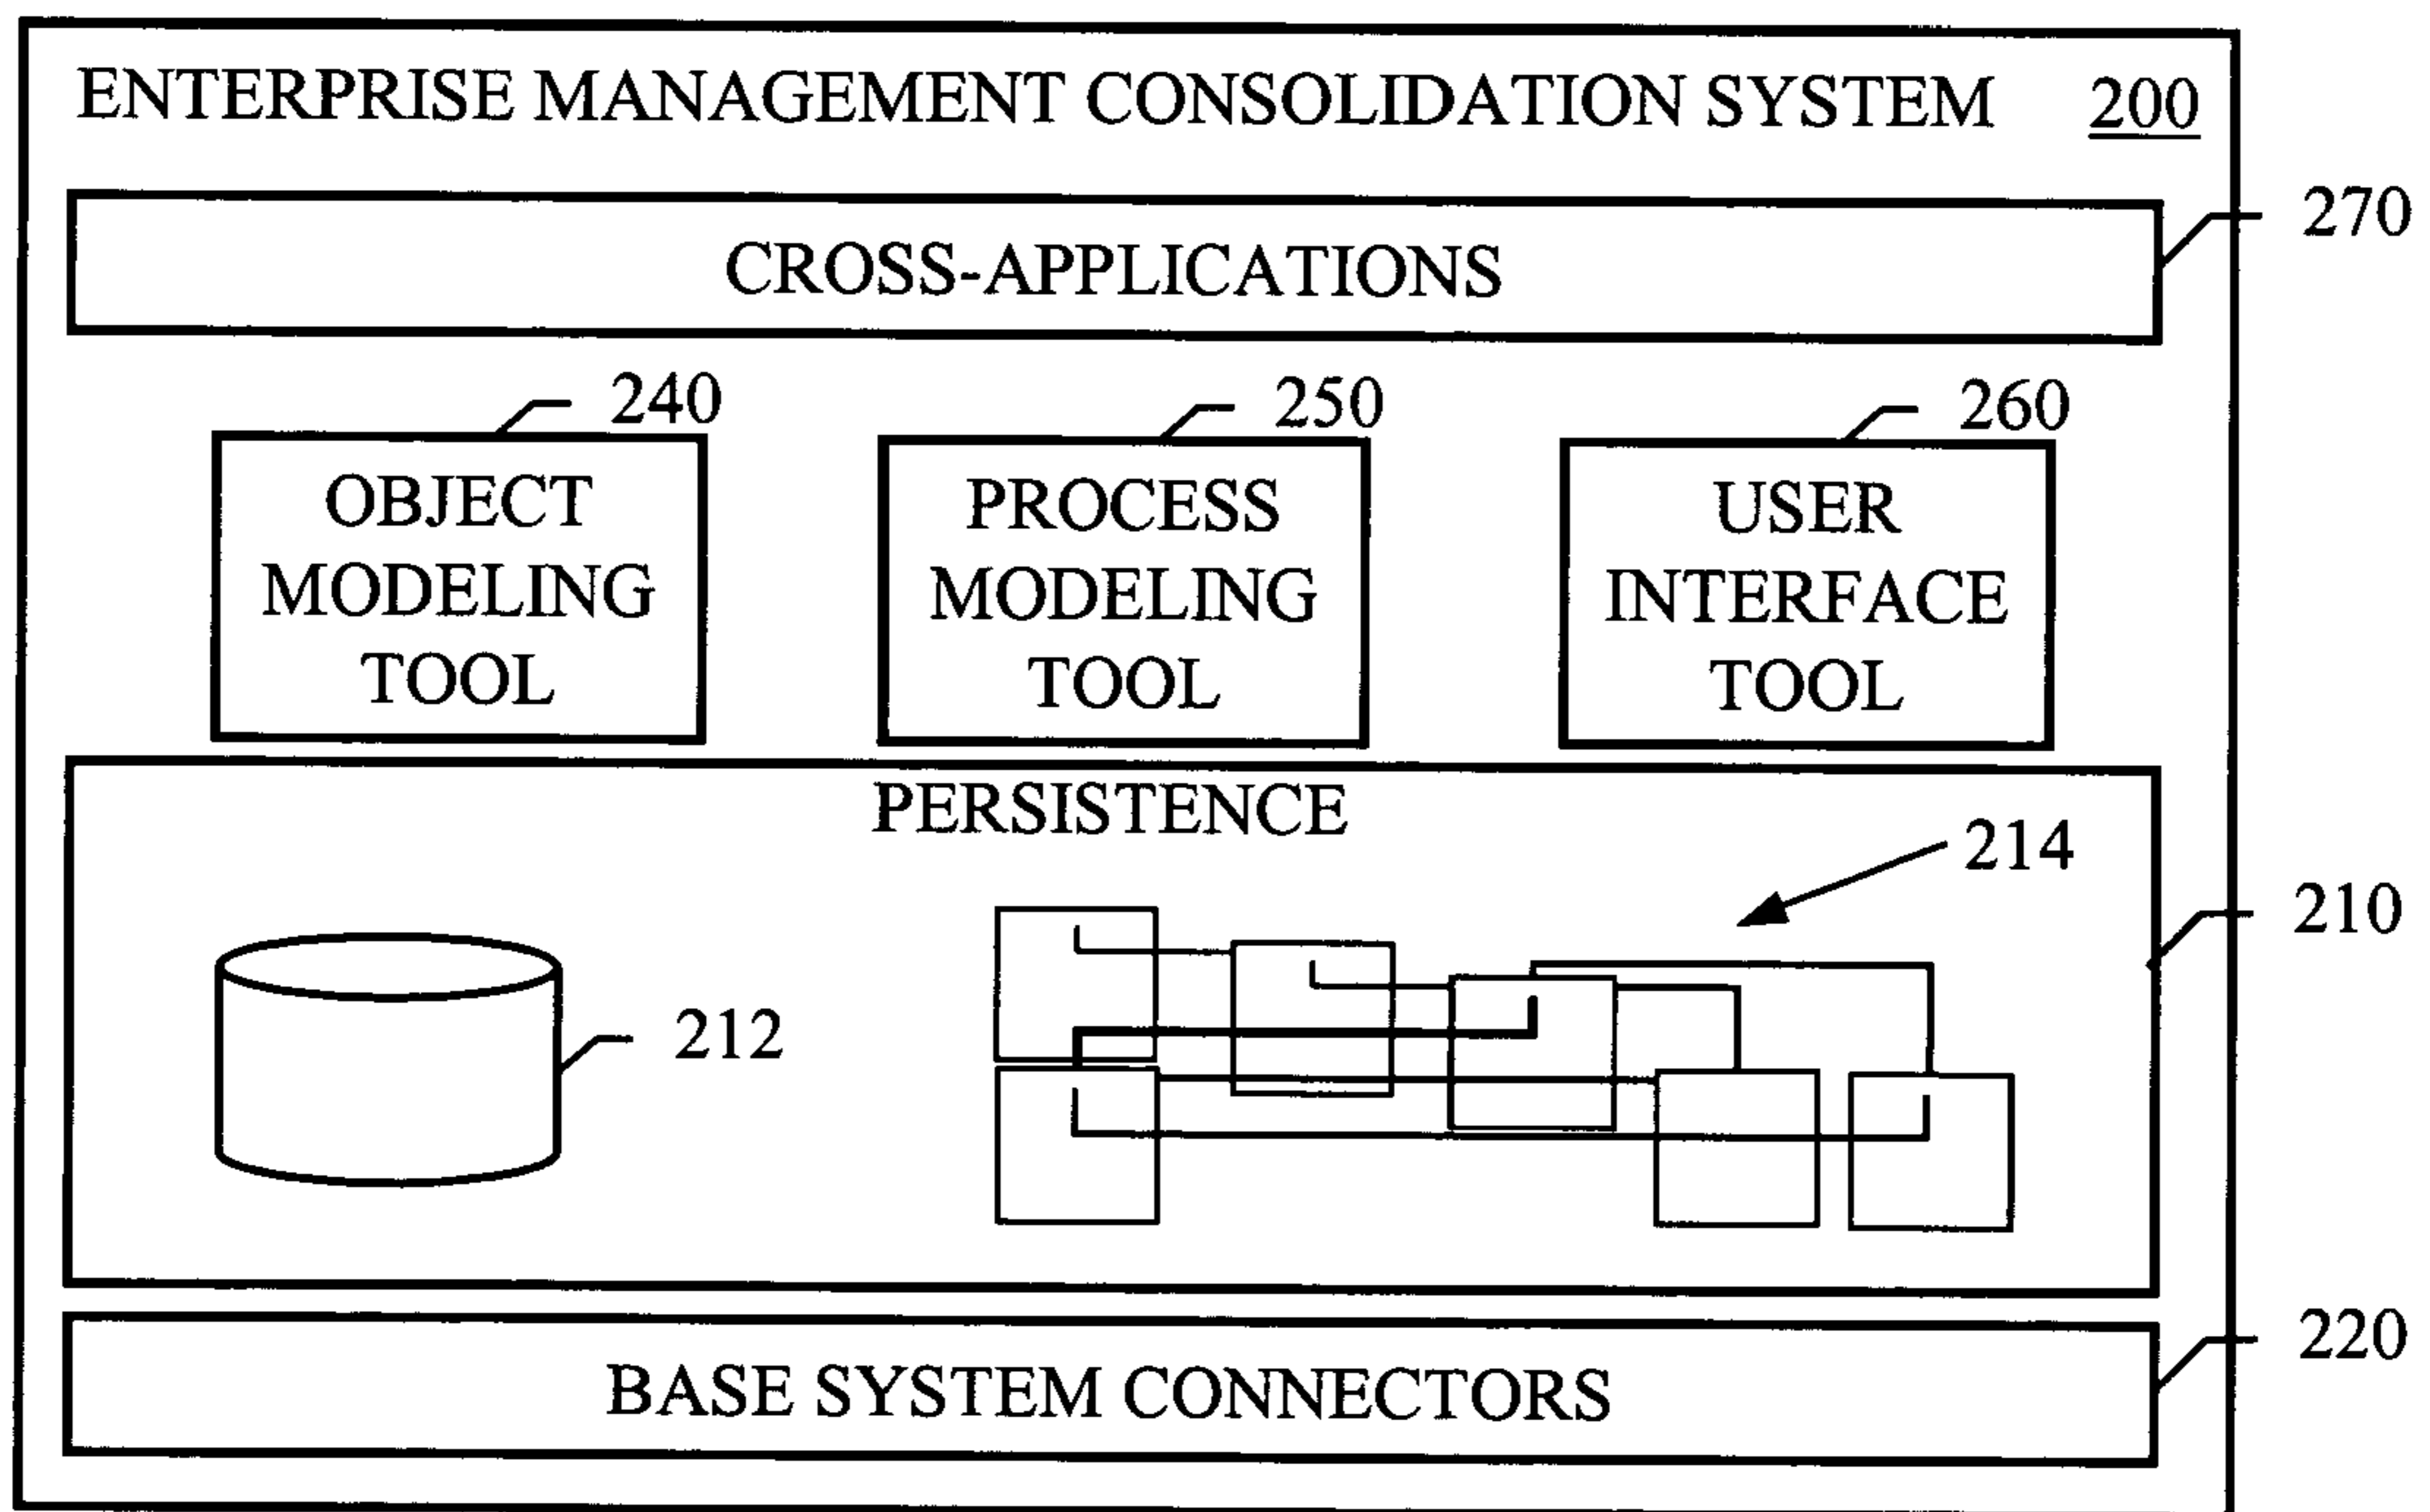 ENTERPRISE MANAGEMENT CONSOLIDATION SYSTEM 200
270
CROSS-APPLICATIONS
240
250
260
OBJECT
MODELING
TOOL
PROCESS
MODELING
TOOL
USER
INTERFACE
TOOL
PERSISTENCE
214
210
212
220
BASE SYSTEM CONNECTORS